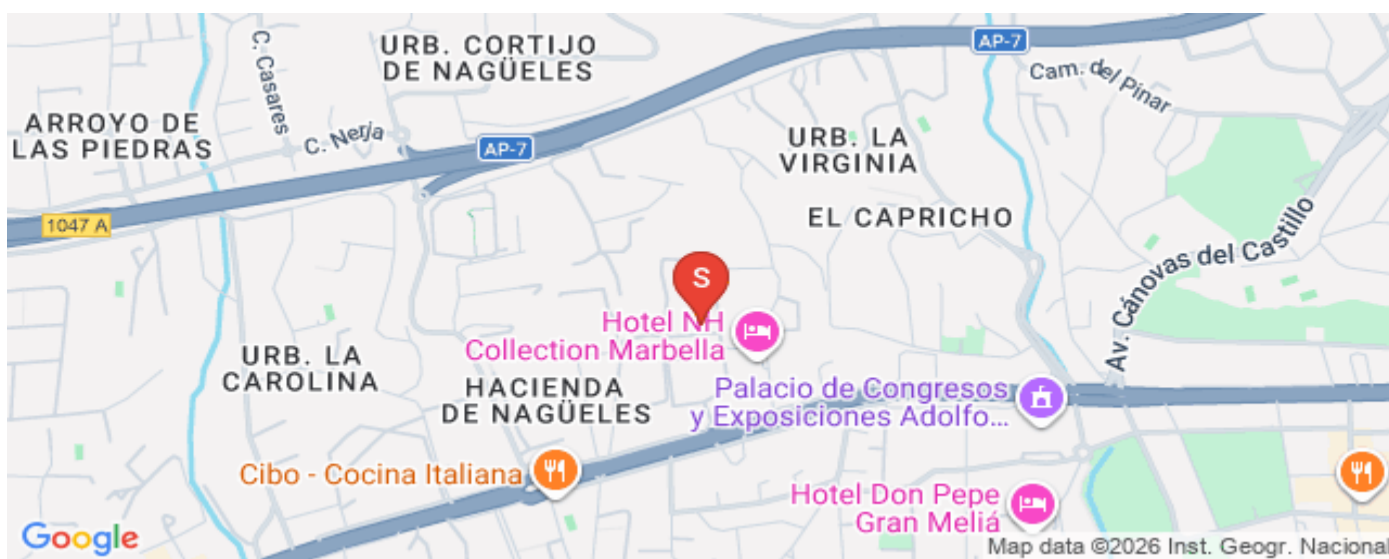 URB. CORTIJO
DE NAGÜELES
AP-7
Cam. del Pinar
C. Casares
ARROYO DE
LAS PIEDRAS
C. Nerja
AP-7
URB. LA
VIRGINIA
1047 A
EL CAPRICHO
Av. Cánovas del Castillo
S
Hotel NH
Collection Marbella
URB. LA
CAROLINA
HACIENDA
DE NAGÜELES
Palacio de Congresos
y Exposiciones Adolfo...
Cibo - Cocina Italiana
Hotel Don Pepe
Gran Meliá
Google
Map data ©2026 Inst. Geogr. Nacional